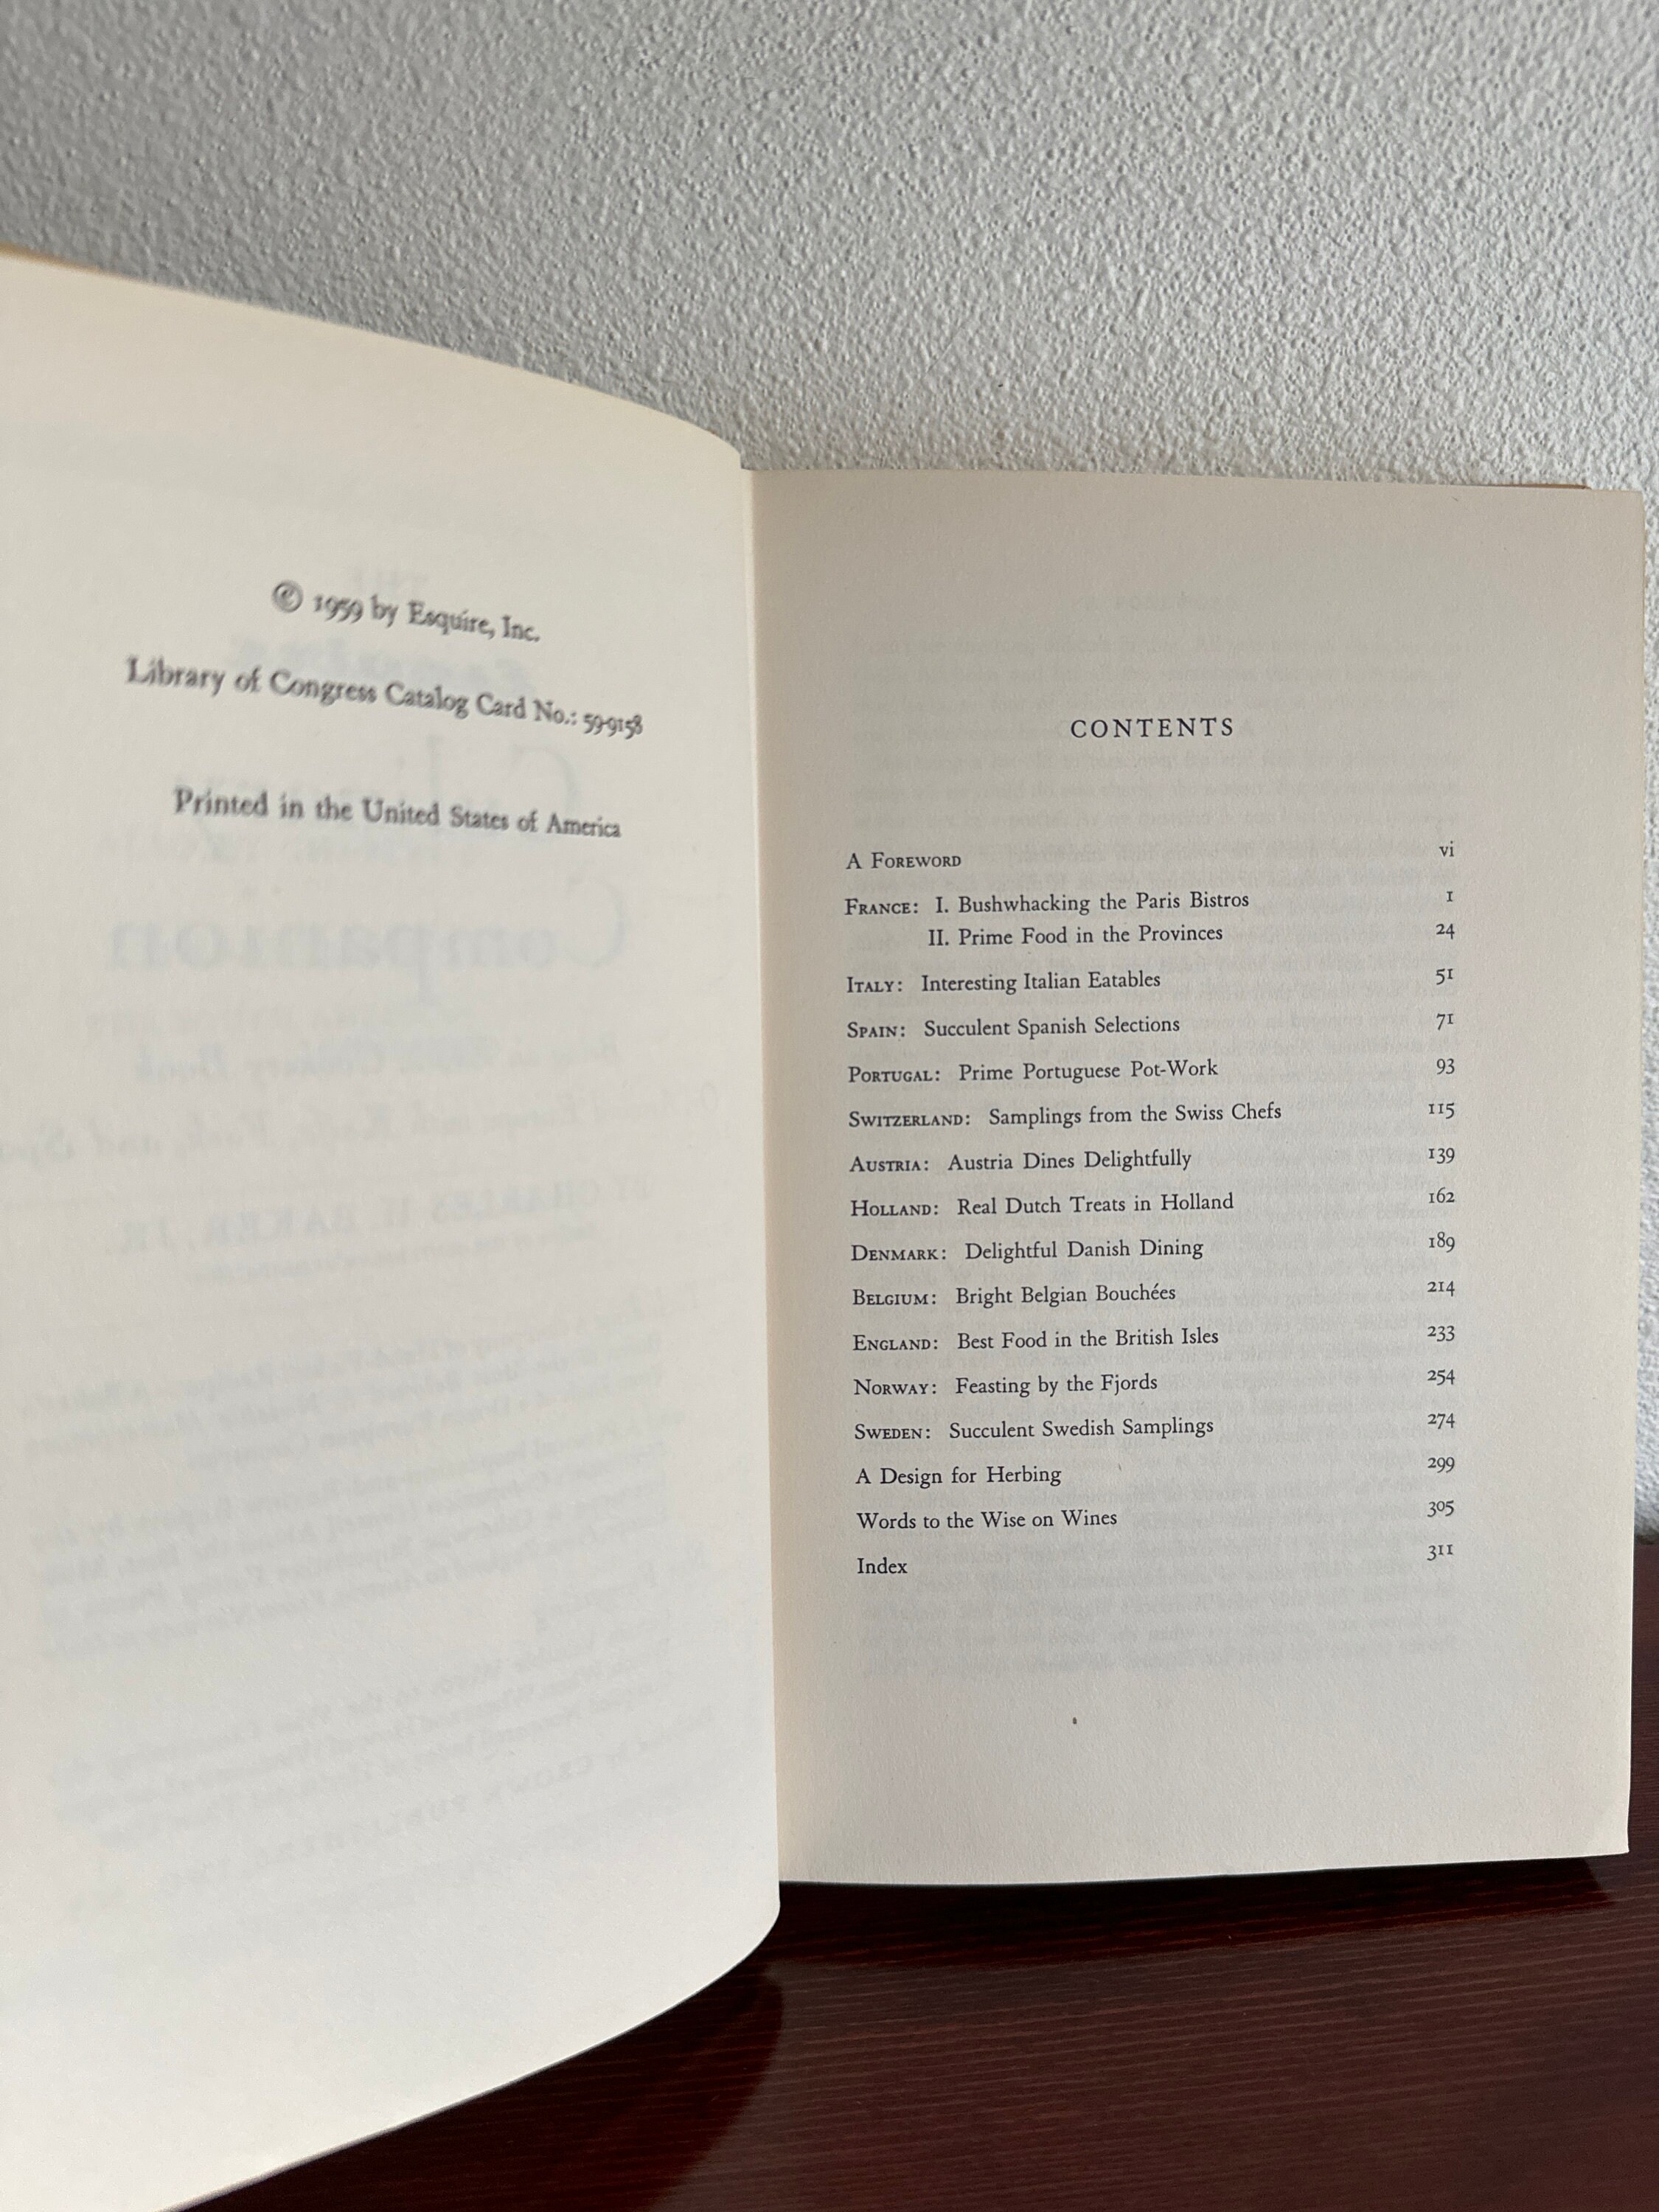 © 1959 by Esquire, Inc.
Library of Congress Catalog Card No.: 59-9158
Printed in the United States of America
CONTENTS
A Foreword vi
France: I. Bushwhacking the Paris Bistros 1
II. Prime Food in the Provinces 24
Italy: Interesting Italian Eatables 51
Spain: Succulent Spanish Selections 71
Portugal: Prime Portuguese Pot-Work 93
Switzerland: Samplings from the Swiss Chefs 115
Austria: Austria Dines Delightfully 139
Holland: Real Dutch Treats in Holland 162
Denmark: Delightful Danish Dining 189
Belgium: Bright Belgian Bouchées 214
England: Best Food in the British Isles 233
Norway: Feasting by the Fjords 254
Sweden: Succulent Swedish Samplings 274
A Design for Herbing 299
Words to the Wise on Wines 305
Index 311